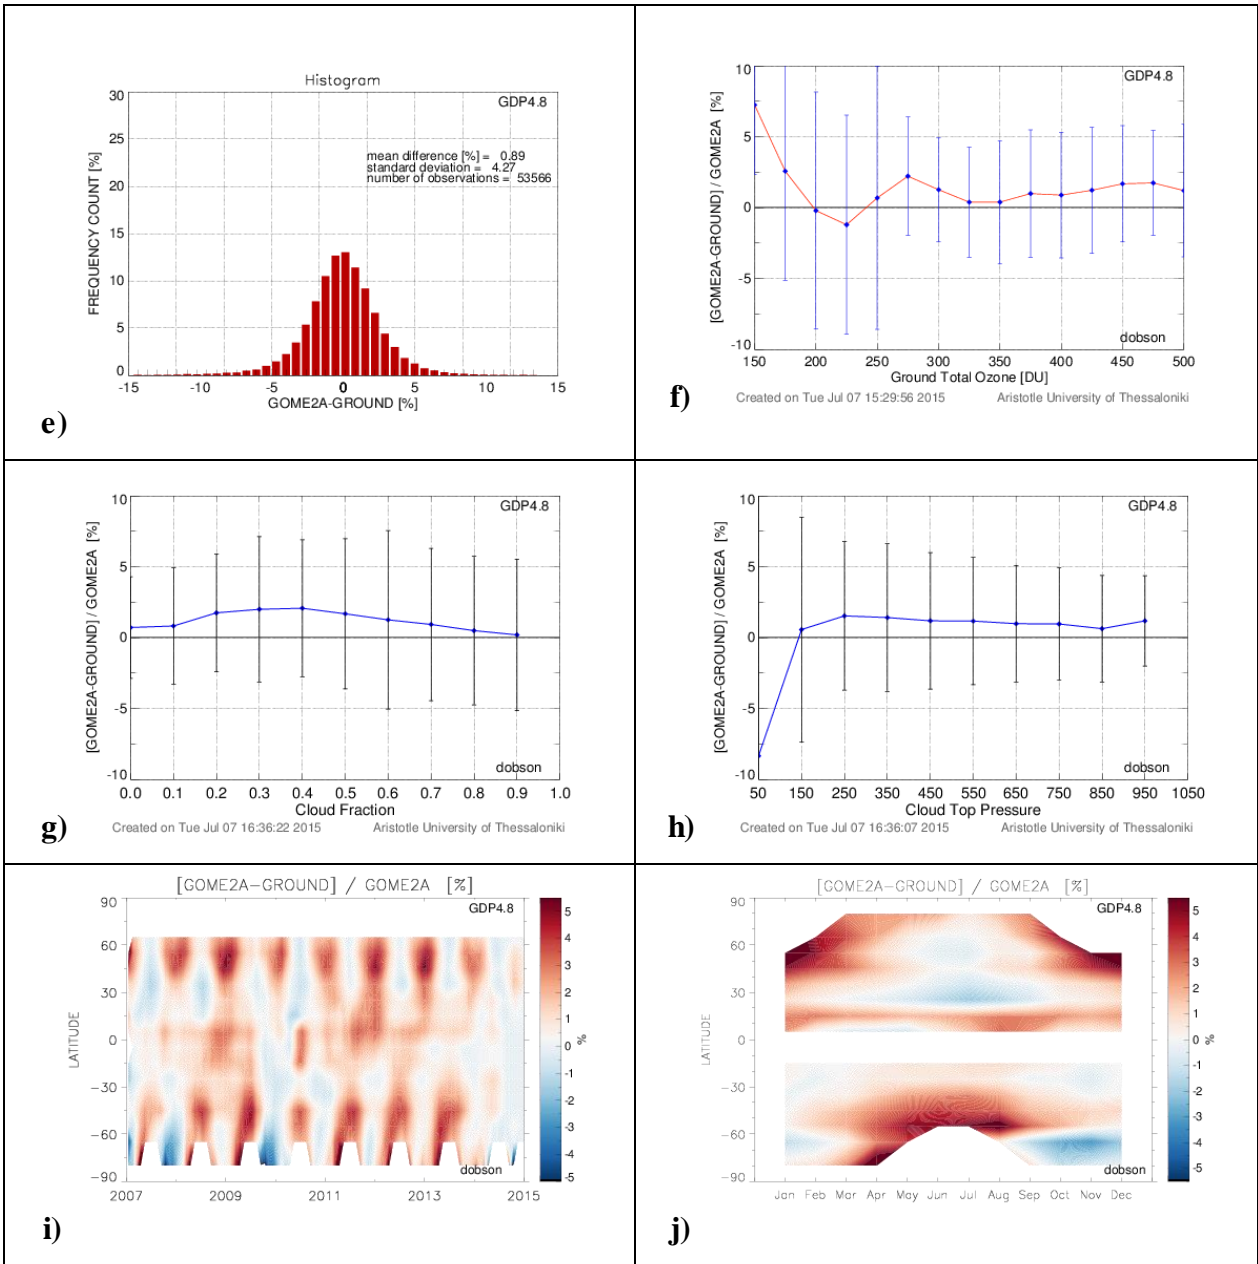 Histogram
GDP4.8
30
25
20
15
10
5
0
FREQUENCY COUNT [%]
mean difference [%] = 0.89
standard deviation = 4.27
number of observations = 53566
-15 -10 -5 0 5 10 15
GOME2A-GROUND [%]
e)
GDP4.8
10
5
0
-5
-10
[GOME2A-GROUND] / GOME2A [%]
dobson
150 200 250 300 350 400 450 500
Ground Total Ozone [DU]
Created on Tue Jul 07 15:29:56 2015 Aristotle University of Thessaloniki
f)
GDP4.8
10
5
0
-5
-10
[GOME2A-GROUND] / GOME2A [%]
dobson
0.0 0.1 0.2 0.3 0.4 0.5 0.6 0.7 0.8 0.9 1.0
Cloud Fraction
Created on Tue Jul 07 16:36:22 2015 Aristotle University of Thessaloniki
g)
GDP4.8
10
5
0
-5
-10
[GOME2A-GROUND] / GOME2A [%]
dobson
50 150 250 350 450 550 650 750 850 950 1050
Cloud Top Pressure
Created on Tue Jul 07 16:36:07 2015 Aristotle University of Thessaloniki
h)
[GOME2A-GROUND] / GOME2A [%]
GDP4.8
90
60
30
0
-30
-60
-90
LATITUDE
dobson
2007 2009 2011 2013 2015
5
4
3
2
1
0
-1
-2
-3
-4
-5
%
i)
[GOME2A-GROUND] / GOME2A [%]
GDP4.8
90
60
30
0
-30
-60
-90
LATITUDE
dobson
Jan Feb Mar Apr May Jun Jul Aug Sep Oct Nov Dec
5
4
3
2
1
0
-1
-2
-3
-4
-5
%
j)